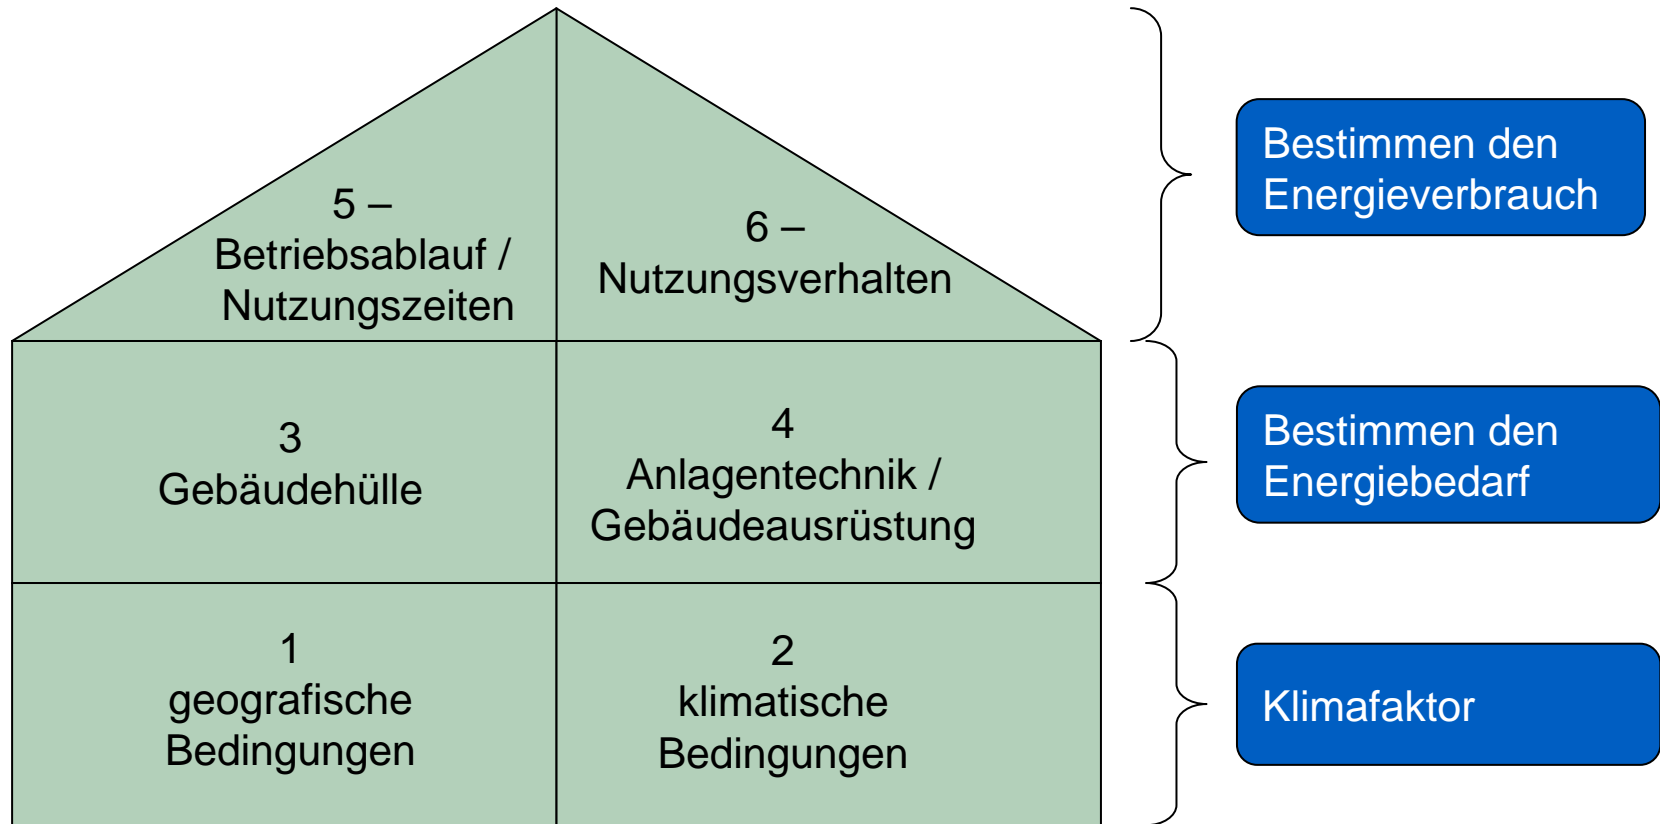 5 –
Betriebsablauf /
Nutzungszeiten
6 –
Nutzungsverhalten
Bestimmen den
Energieverbrauch
3
Gebäudehülle
4
Anlagentechnik /
Gebäudeausrüstung
Bestimmen den
Energiebedarf
1
geografische
Bedingungen
2
klimatische
Bedingungen
Klimafaktor